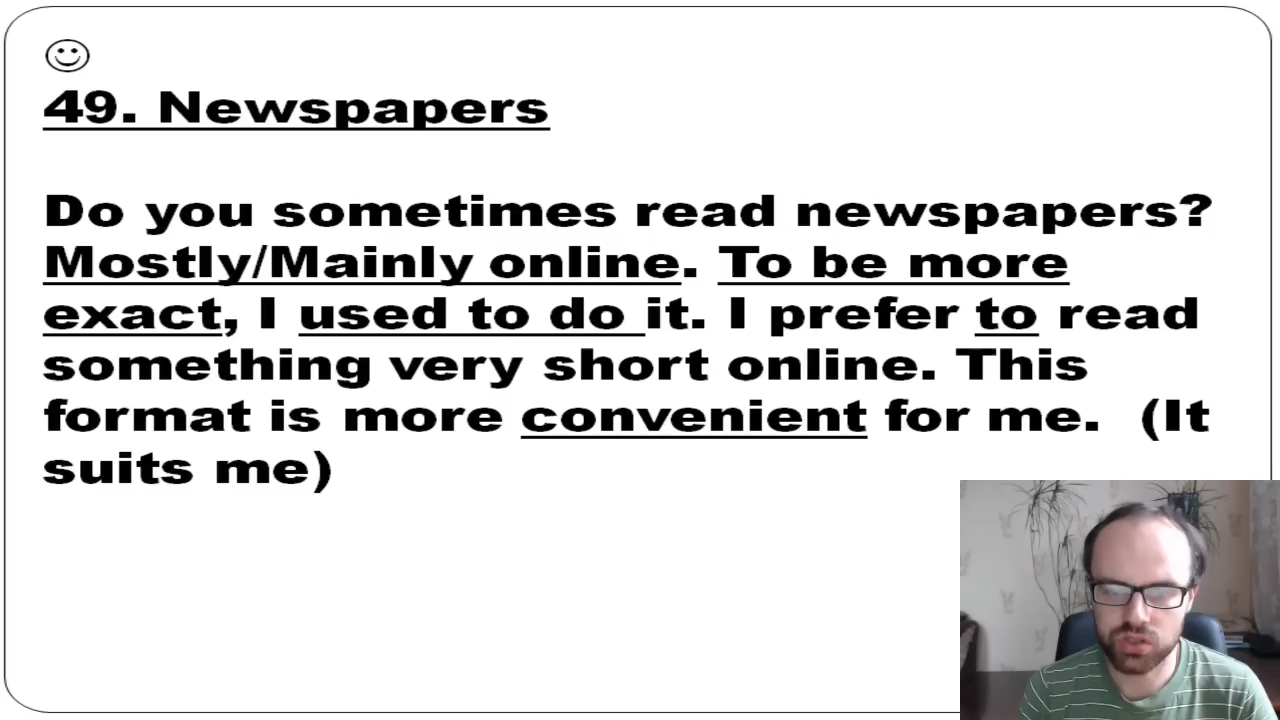 49. Newspapers
Do you sometimes read newspapers?
Mostly/Mainly online. To be more
exact, I used to do it. I prefer to read
something very short online. This
format is more convenient for me. (It
suits me)